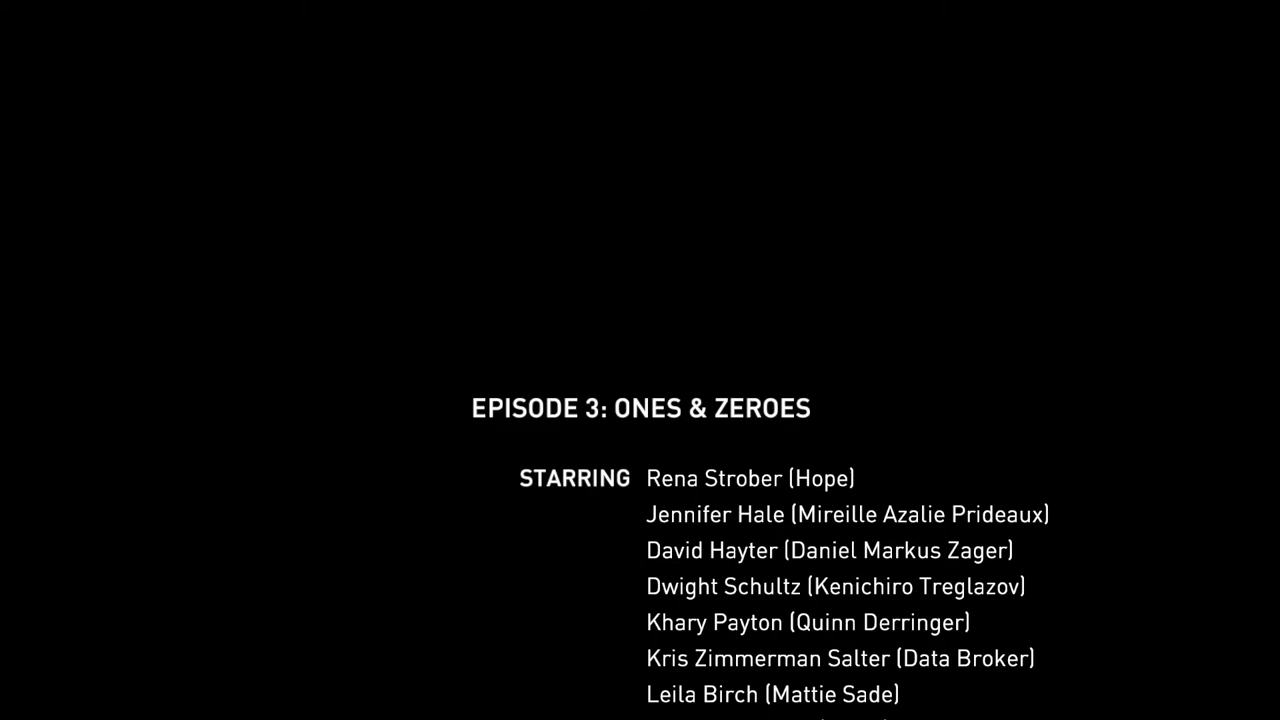 EPISODE 3: ONES & ZEROES
STARRING Rena Strober (Hope)
Jennifer Hale (Mireille Azalie Prideaux)
David Hayter (Daniel Markus Zager)
Dwight Schultz (Kenichiro Treglazov)
Khary Payton (Quinn Derringer)
Kris Zimmerman Salter (Data Broker)
Leila Birch (Mattie Sade)